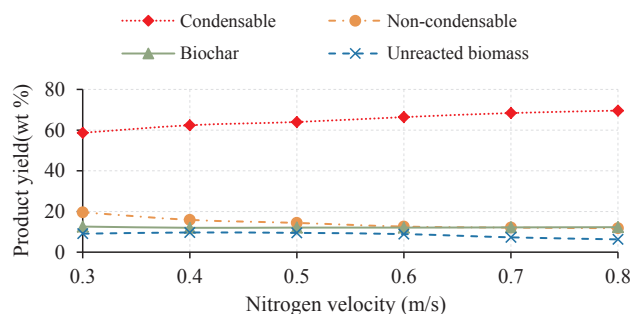 Condensable
Non-condensable
Biochar
Unreacted biomass
Product yield(wt %)
80
60
40
20
0
0.3
0.4
0.5
0.6
0.7
0.8
Nitrogen velocity (m/s)